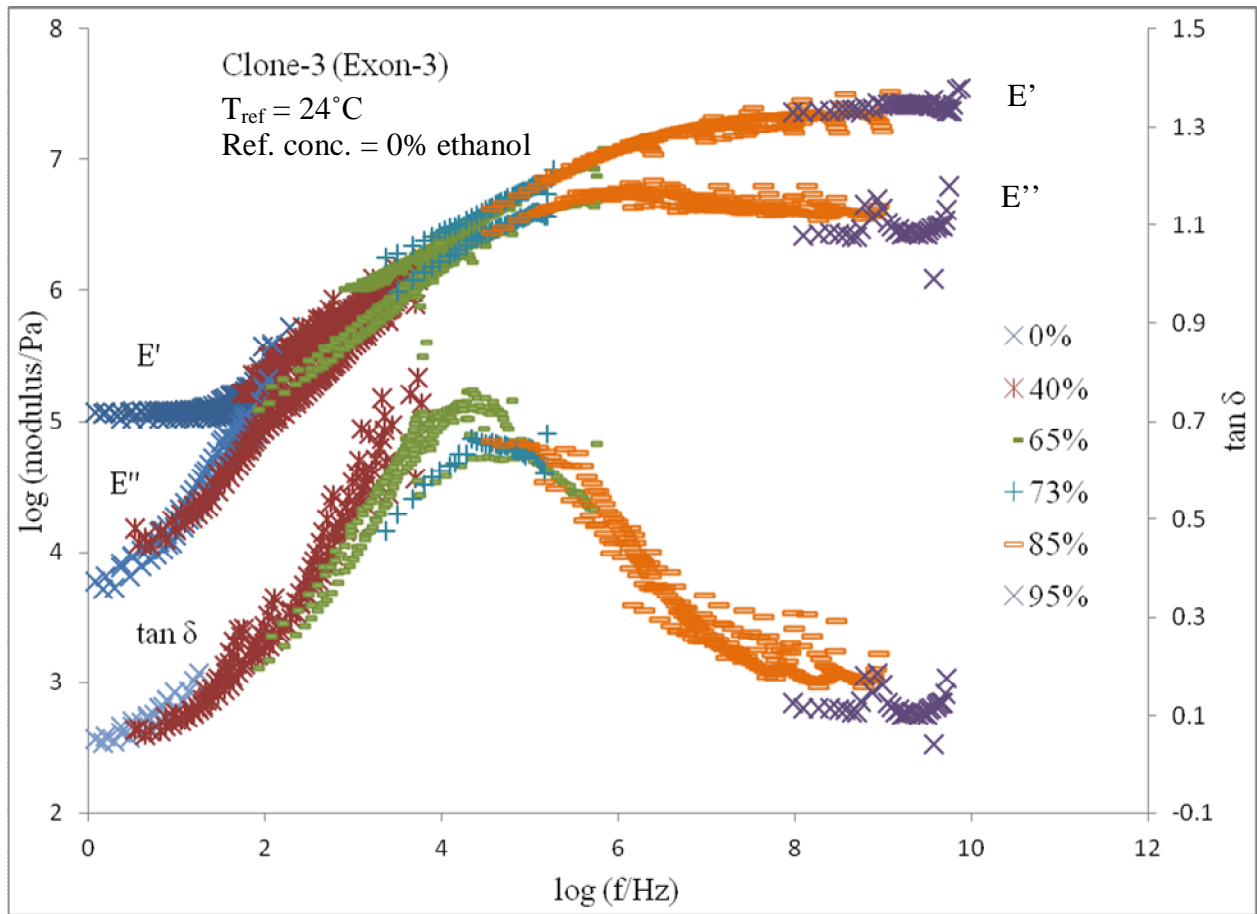 Clone-3 (Exon-3)
T_ref = 24˚C
Ref. conc. = 0% ethanol
E’
E’’
E'
E"
tan δ
0%
40%
65%
73%
85%
95%
log (modulus/Pa)
8
7
6
5
4
3
2
tan δ
1.5
1.3
1.1
0.9
0.7
0.5
0.3
0.1
-0.1
0 2 4 6 8 10 12
log (f/Hz)